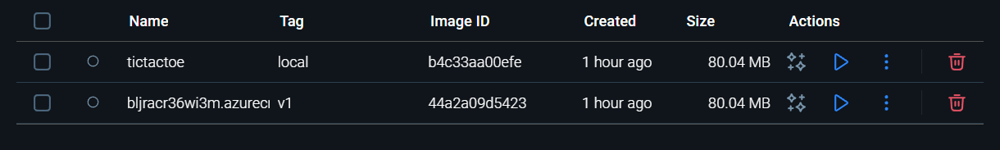 Name Tag Image ID Created Size Actions
tictactoe local b4c33aa00efe 1 hour ago 80.04 MB
bljracr36wi3m.azurecr v1 44a2a09d5423 1 hour ago 80.04 MB